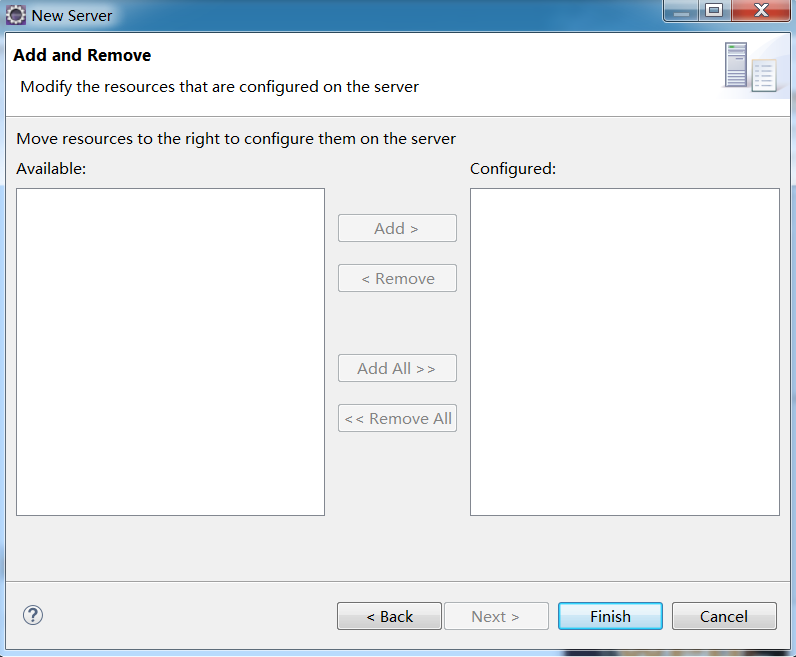 New Server
Add and Remove
Modify the resources that are configured on the server
Move resources to the right to configure them on the server
Available:
Configured:
Add >
< Remove
Add All >>
<< Remove All
?
< Back
Next >
Finish
Cancel